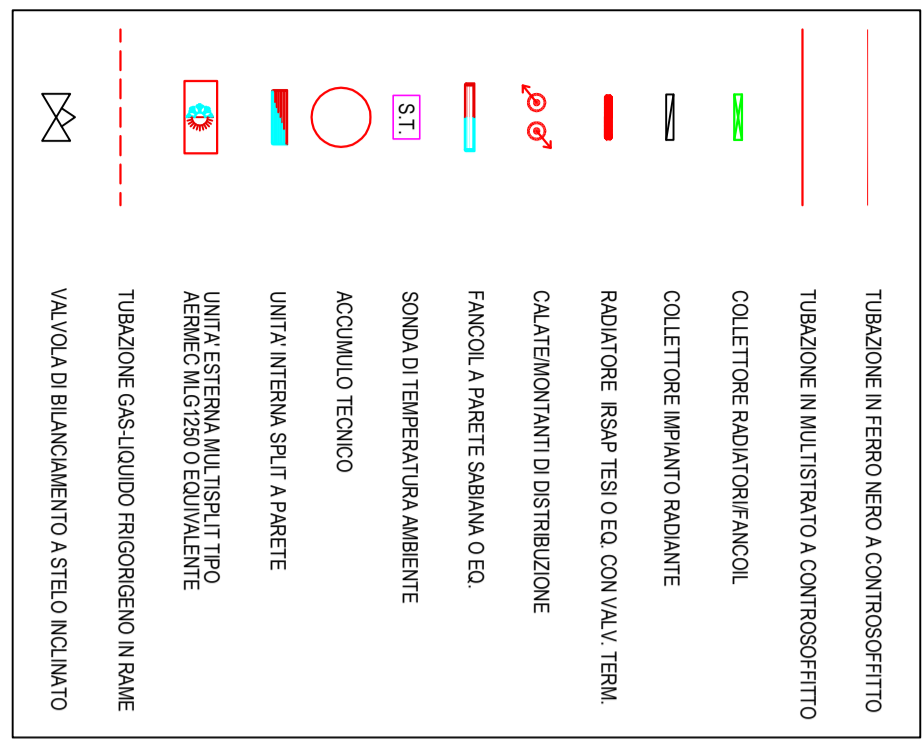 TUBAZIONE IN FERRO NERO A CONTROSOFFITTO
TUBAZIONE IN MULTISTRATO A CONTROSOFFITTO
COLLETTORE RADIATORI/FANCOIL
COLLETTORE IMPIANTO RADIANTE
RADIATORE IRSAP TESI O EQ. CON VALV. TERM.
CALATE/MONTANTI DI DISTRIBUZIONE
FANCOIL A PARETE SABIANA O EQ.
S.T.
SONDA DI TEMPERATURA AMBIENTE
ACCUMULO TECNICO
UNITA' INTERNA SPLIT A PARETE
UNITA' ESTERNA MULTISPLIT TIPO
AERMEC MLG1250 O EQUIVALENTE
TUBAZIONE GAS-LIQUIDO FRIGORIGENO IN RAME
VALVOLA DI BILANCIAMENTO A STELO INCLINATO